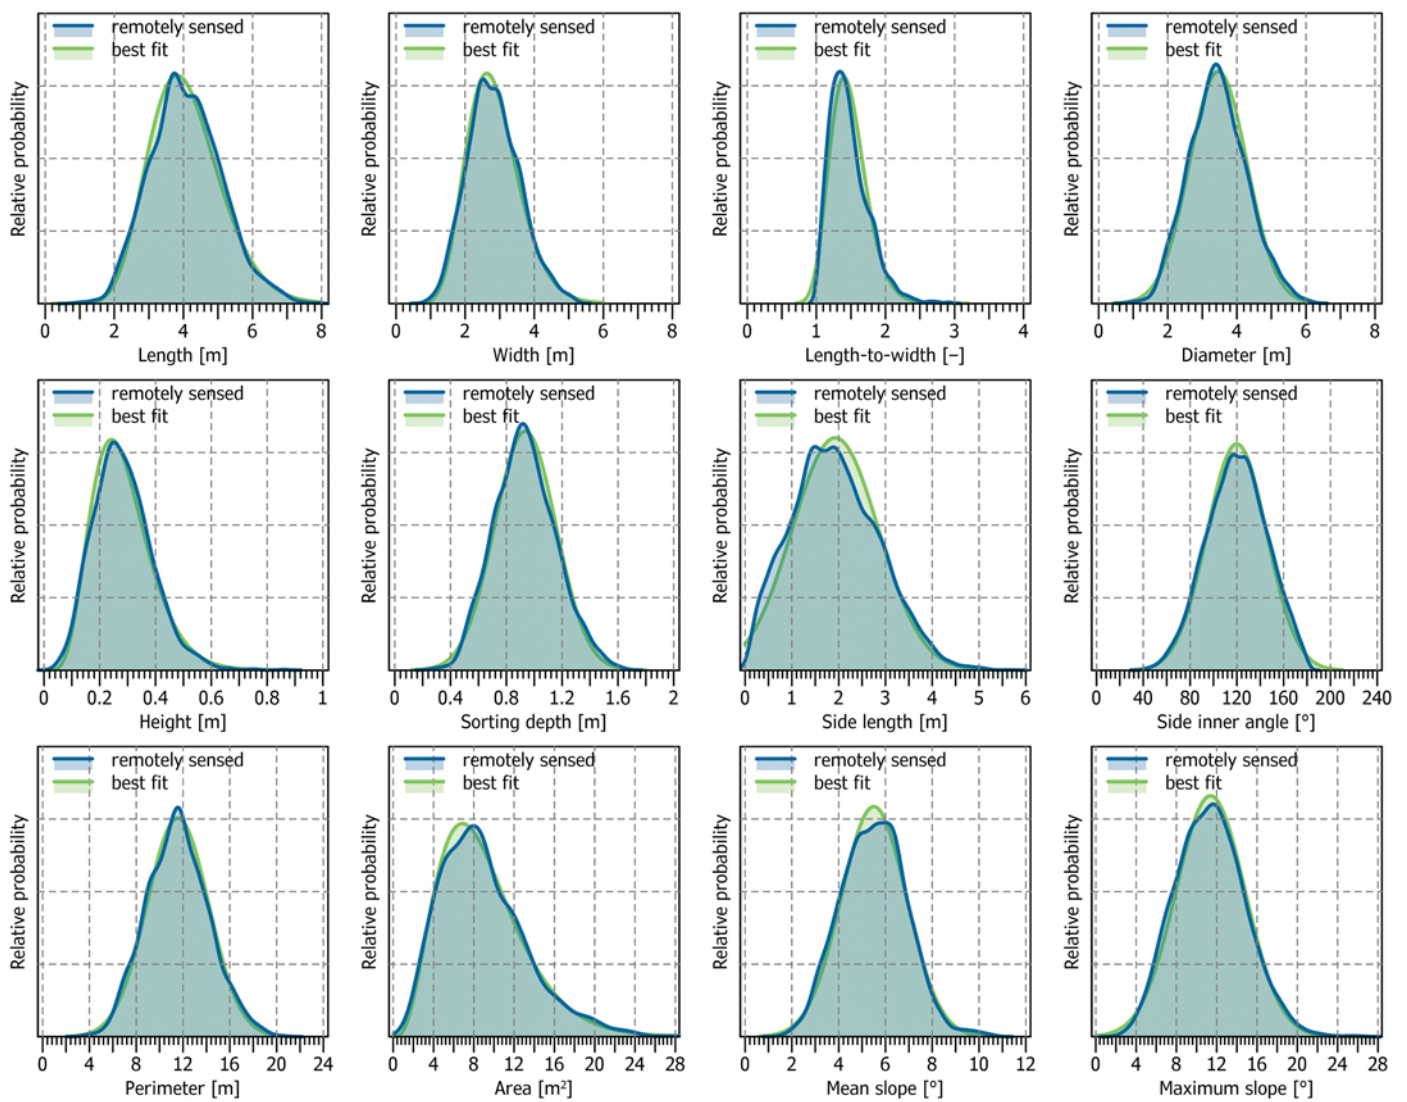 remotely sensed
best fit
Relative probability
0 2 4 6 8
Length [m]
remotely sensed
best fit
Relative probability
0 2 4 6 8
Width [m]
remotely sensed
best fit
Relative probability
0 1 2 3 4
Length-to-width [−]
remotely sensed
best fit
Relative probability
0 2 4 6 8
Diameter [m]
remotely sensed
best fit
Relative probability
0 0.2 0.4 0.6 0.8 1
Height [m]
remotely sensed
best fit
Relative probability
0 0.4 0.8 1.2 1.6 2
Sorting depth [m]
remotely sensed
best fit
Relative probability
0 1 2 3 4 5 6
Side length [m]
remotely sensed
best fit
Relative probability
0 40 80 120 160 200 240
Side inner angle [°]
remotely sensed
best fit
Relative probability
0 4 8 12 16 20 24
Perimeter [m]
remotely sensed
best fit
Relative probability
0 4 8 12 16 20 24 28
Area [m²]
remotely sensed
best fit
Relative probability
0 2 4 6 8 10 12
Mean slope [°]
remotely sensed
best fit
Relative probability
0 4 8 12 16 20 24 28
Maximum slope [°]